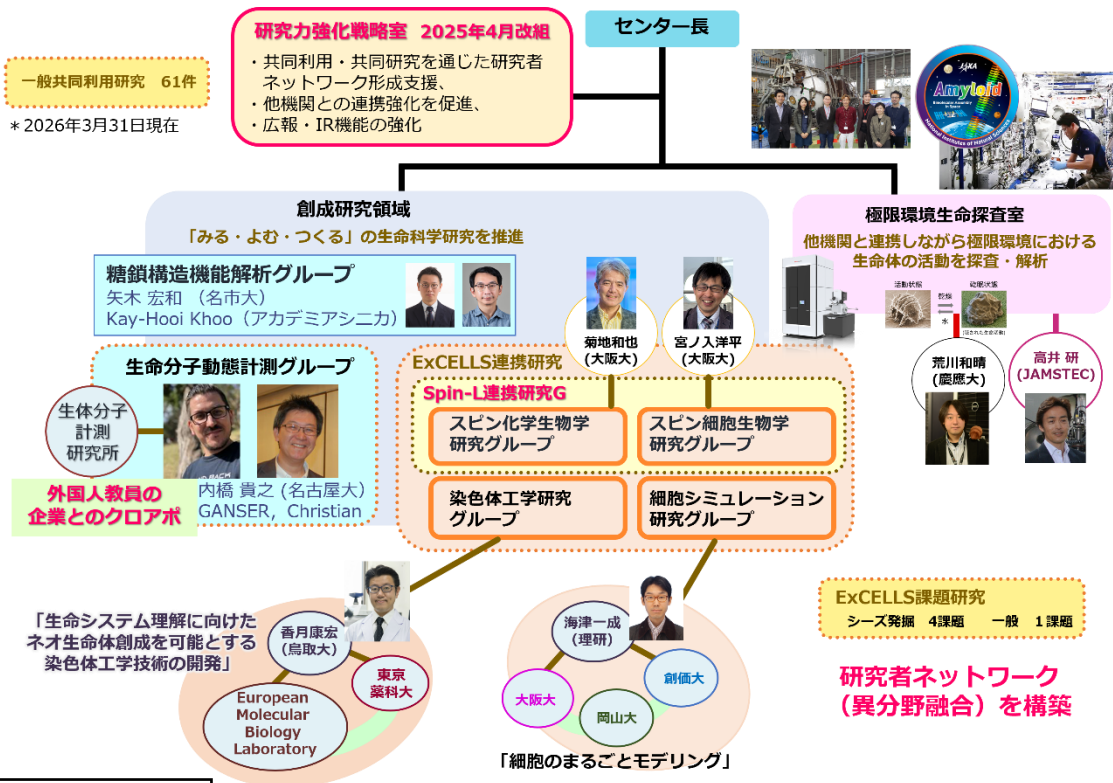 研究力強化戦略室 2025年4月改組
・共同利用・共同研究を通じた研究者
ネットワーク形成支援、
・他機関との連携強化を促進、
・広報・IR機能の強化
センター長
一般共同利用研究 61件
*2026年3月31日現在
JAXA
Amyloid
National Institutes of Natural Sciences
創成研究領域
「みる・よむ・つくる」の生命科学研究を推進
糖鎖構造機能解析グループ
矢木 宏和 (名市大)
Kay-Hooi Khoo(アカデミアシニカ)
生命分子動態計測グループ
生体分子
計測
研究所
外国人教員の
企業とのクロアポ
内橋 貴之 (名古屋大)
GANSER, Christian
菊地和也
(大阪大)
宮ノ入洋平
(大阪大)
ExCELLS連携研究
Spin-L連携研究G
スピン化学生物学
研究グループ
スピン細胞生物学
研究グループ
染色体工学研究
グループ
細胞シミュレーション
研究グループ
極限環境生命探査室
他機関と連携しながら極限環境における
生命体の活動を探査・解析
活動状態
乾眠状態
乾燥
水
荒川和晴
(慶應大)
高井 研
(JAMSTEC)
「生命システム理解に向けた
ネオ生命体創成を可能とする
染色体工学技術の開発」
香月康宏
(鳥取大)
東京
薬科大
European
Molecular
Biology
Laboratory
海津一成
(理研)
大阪大
岡山大
創価大
「細胞のまるごとモデリング」
ExCELLS課題研究
シーズ発掘 4課題 一般 1課題
研究者ネットワーク
(異分野融合)を構築